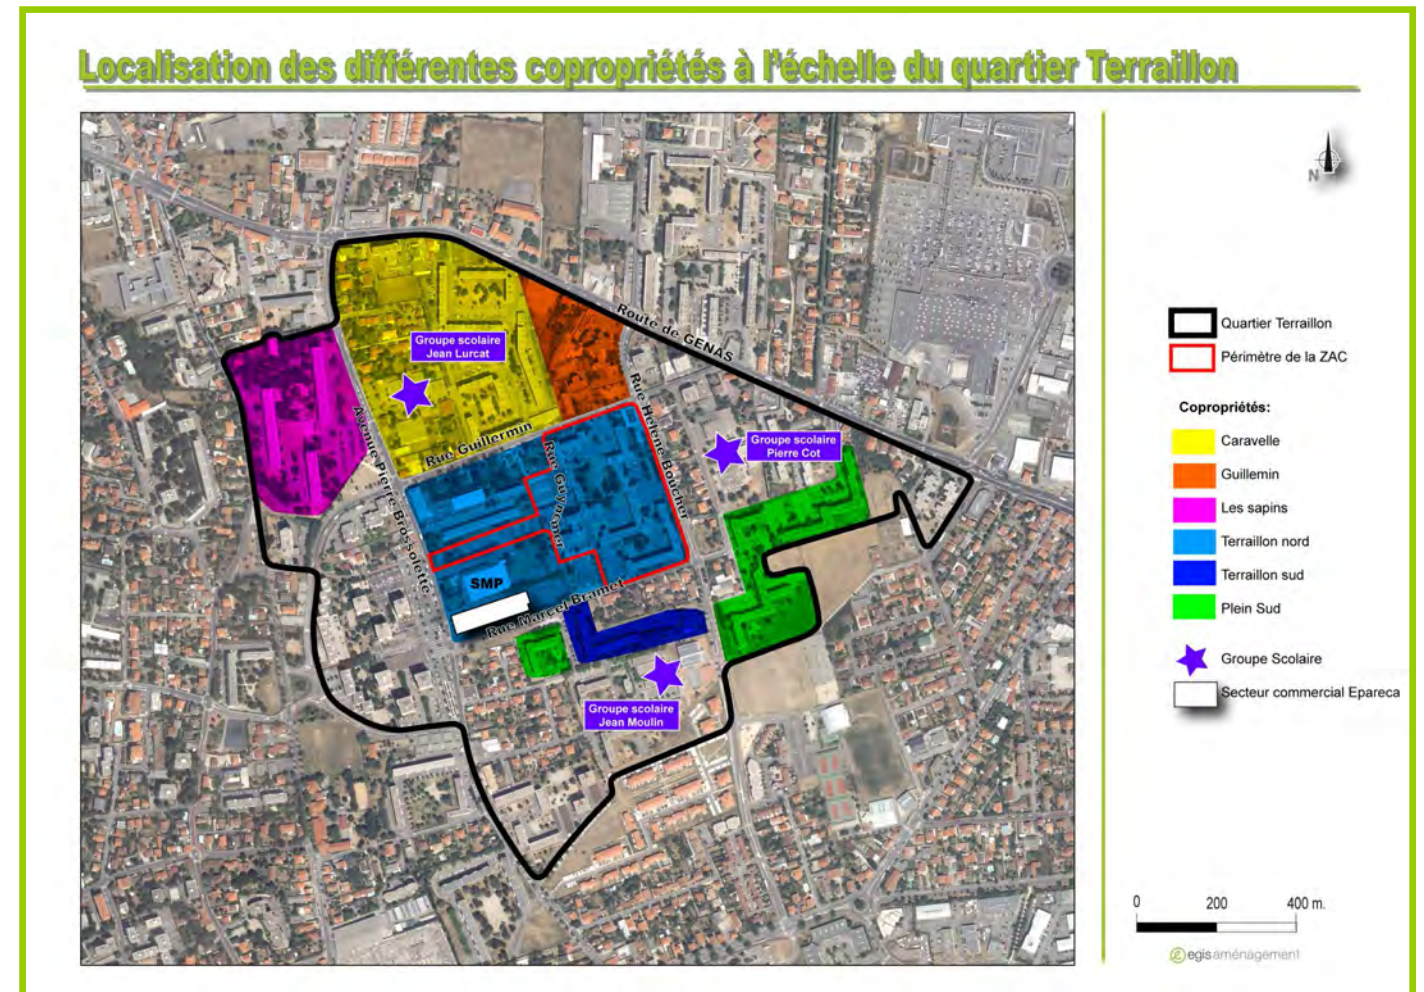 Localisation des différentes copropriétés à l'échelle du quartier Terraillon
N
Route de GENAS
Groupe scolaire
Jean Lurcat
Rue Hélène Boucher
Avenue Pierre Brossolette
Rue Guillermin
Rue Guynemer
Groupe scolaire
Pierre Cot
SMP
Rue Marcel Bramet
Groupe scolaire
Jean Moulin
Quartier Terraillon
Périmètre de la ZAC
Copropriétés:
Caravelle
Guillemin
Les sapins
Terraillon nord
Terraillon sud
Plein Sud
Groupe Scolaire
Secteur commercial Epareca
0 200 400 m.
egis aménagement